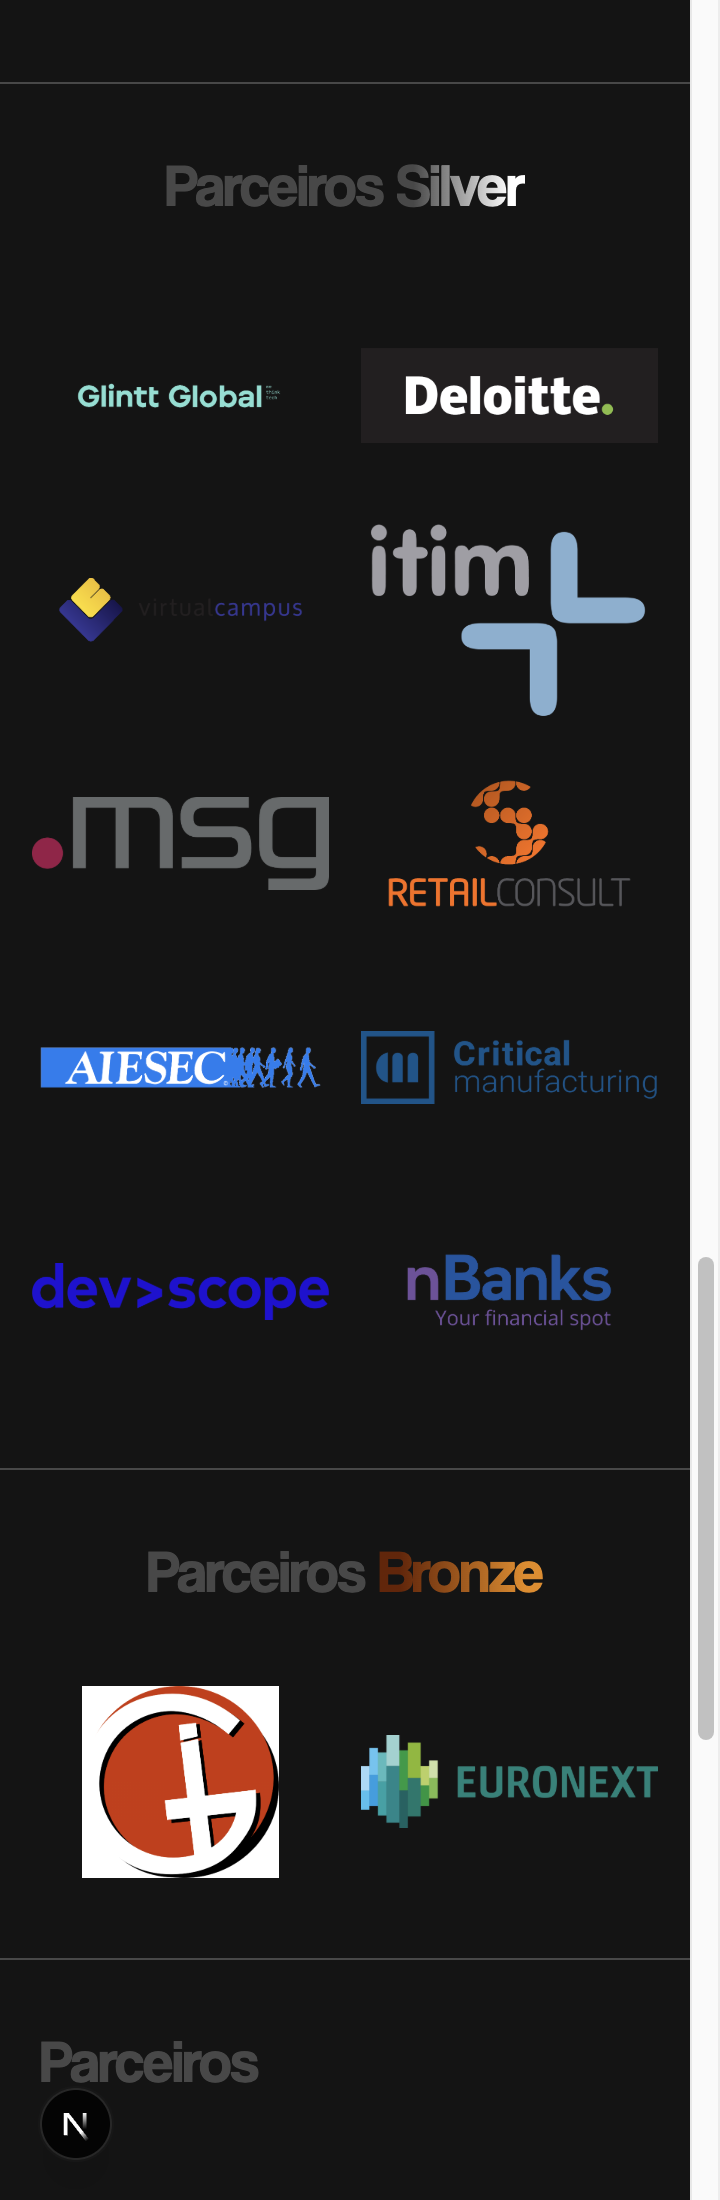 Parceiros Silver
Glintt Global
Deloitte.
virtualcampus
itim
.msg
RETAILCONSULT
AIESEC
Critical
manufacturing
dev>scope
nBanks
Your financial spot
Parceiros Bronze
EURONEXT
Parceiros
N